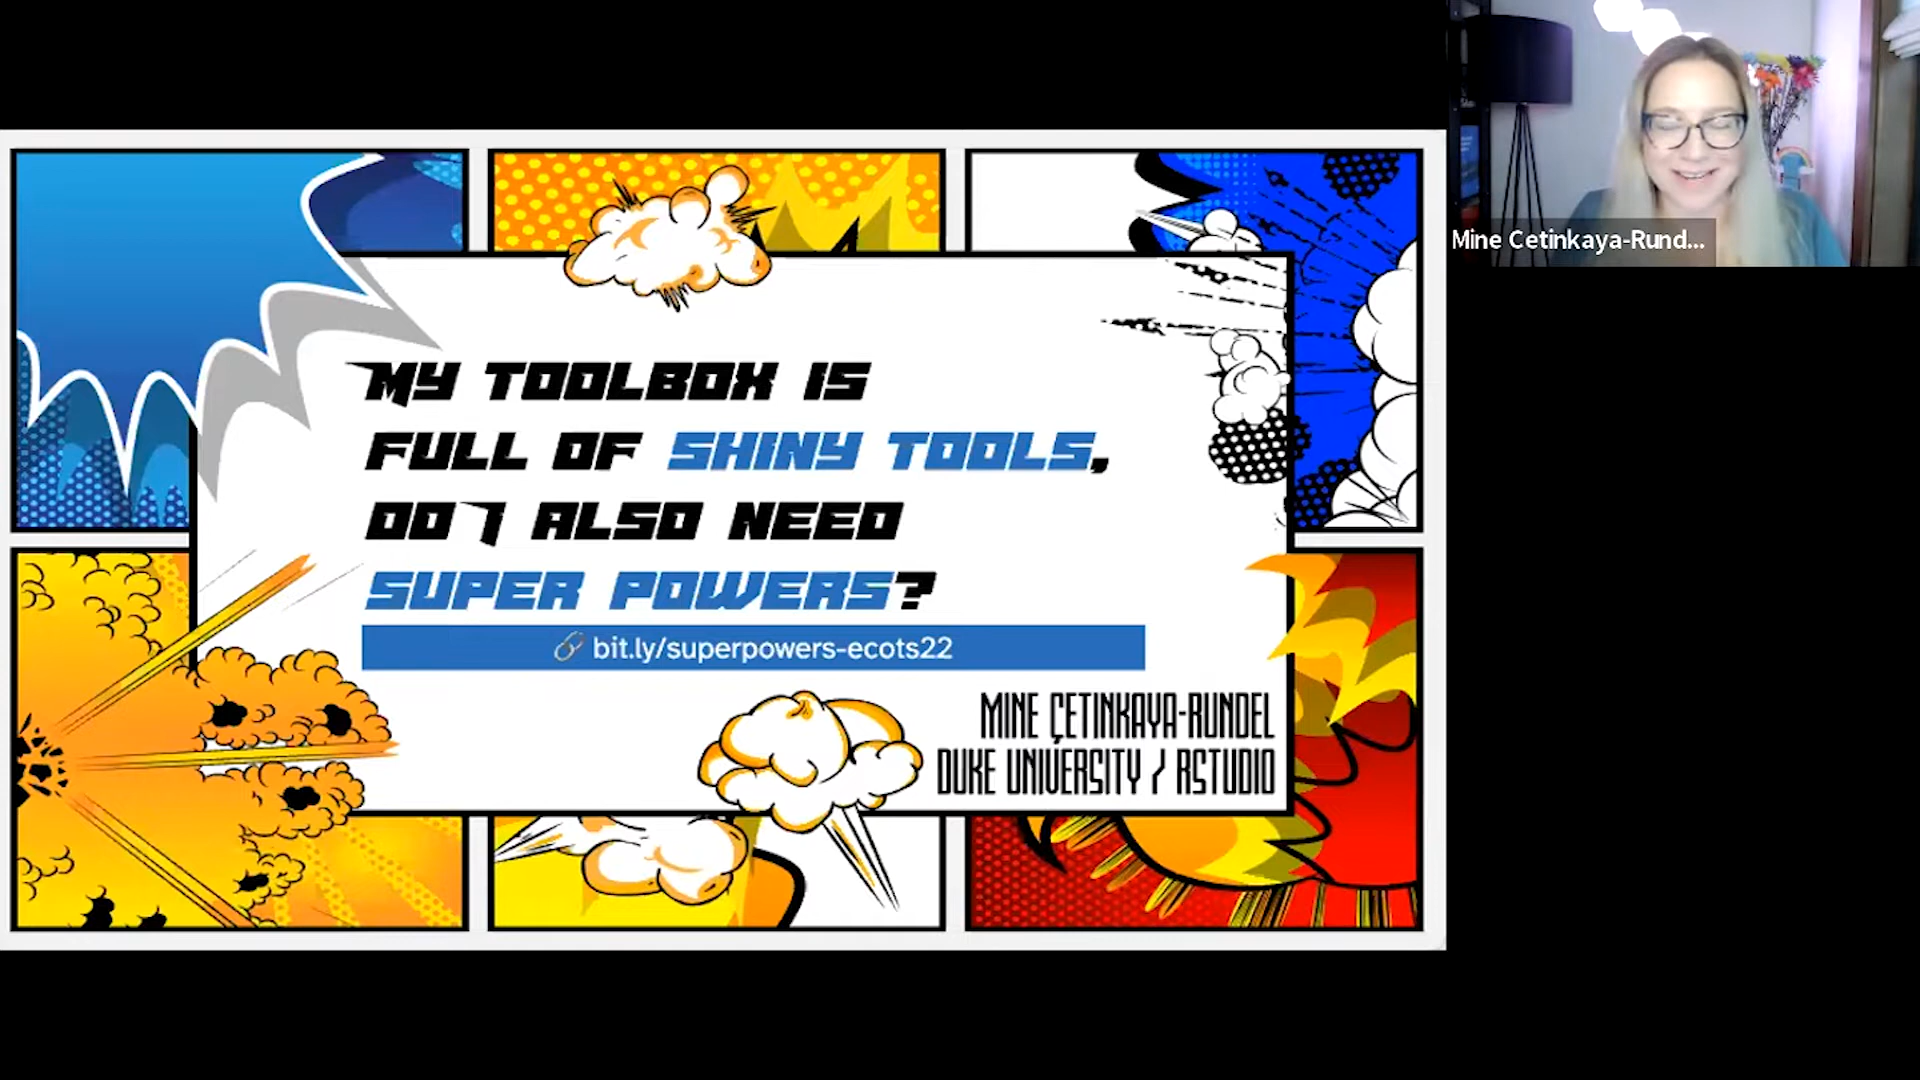 MY TOOLBOX IS
FULL OF SHINY TOOLS,
DO I ALSO NEED
SUPER POWERS?
bit.ly/superpowers-ecots22
MINE ÇETINKAYA-RUNDEL
DUKE UNIVERSITY / RSTUDIO
Mine Cetinkaya-Rund...